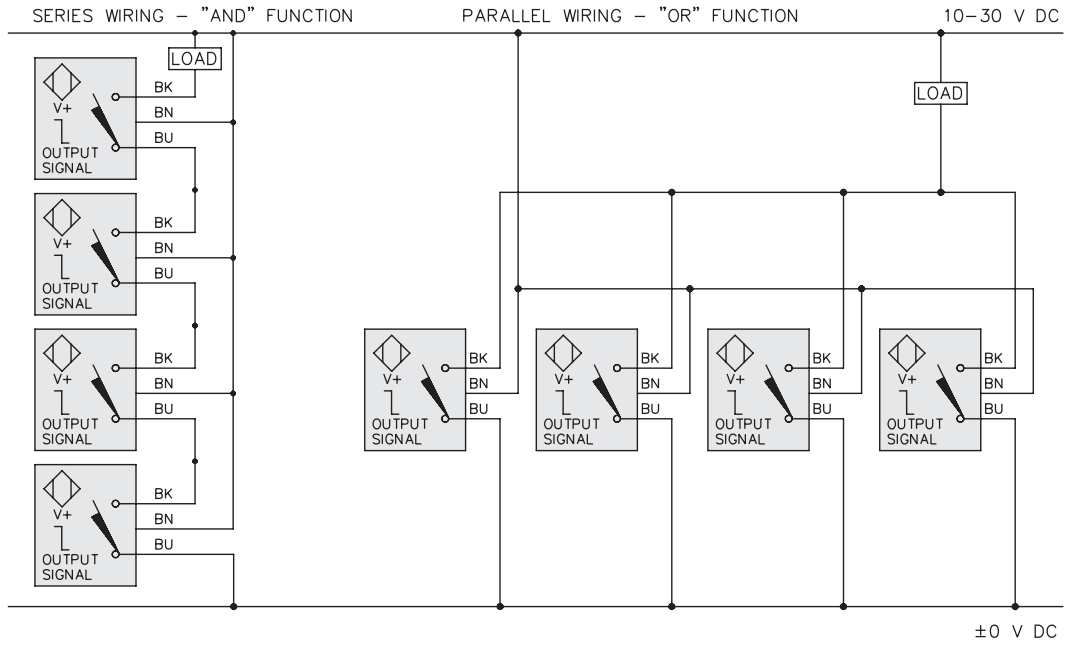 SERIES WIRING – "AND" FUNCTION
PARALLEL WIRING – "OR" FUNCTION
10–30 V DC
LOAD
V+
OUTPUT
SIGNAL
BK
BN
BU
V+
OUTPUT
SIGNAL
BK
BN
BU
V+
OUTPUT
SIGNAL
BK
BN
BU
V+
OUTPUT
SIGNAL
BK
BN
BU
LOAD
V+
OUTPUT
SIGNAL
BK
BN
BU
V+
OUTPUT
SIGNAL
BK
BN
BU
V+
OUTPUT
SIGNAL
BK
BN
BU
V+
OUTPUT
SIGNAL
BK
BN
BU
±0 V DC